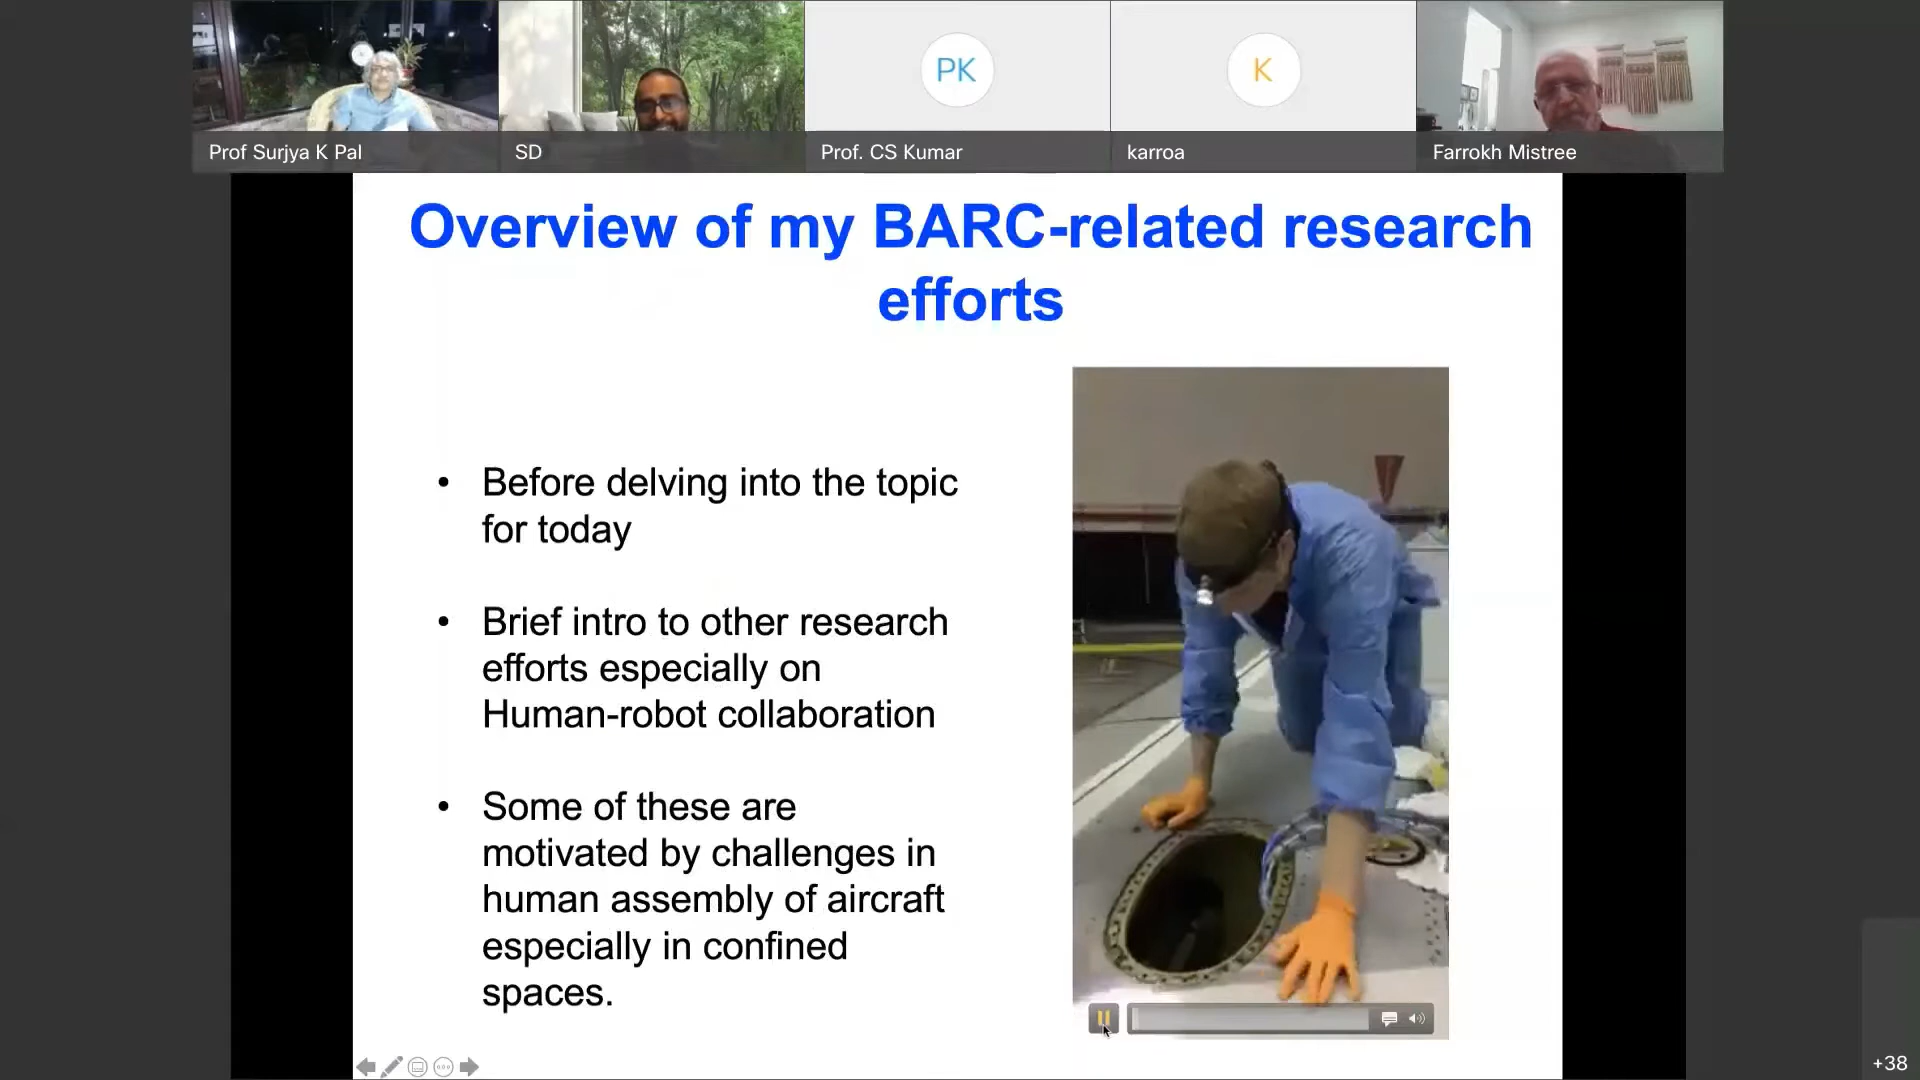 PK
K
Prof Surjya K Pal
SD
Prof. CS Kumar
karroa
Farrokh Mistree
Overview of my BARC-related research
efforts
• Before delving into the topic
for today
• Brief intro to other research
efforts especially on
Human-robot collaboration
• Some of these are
motivated by challenges in
human assembly of aircraft
especially in confined
spaces.
+38